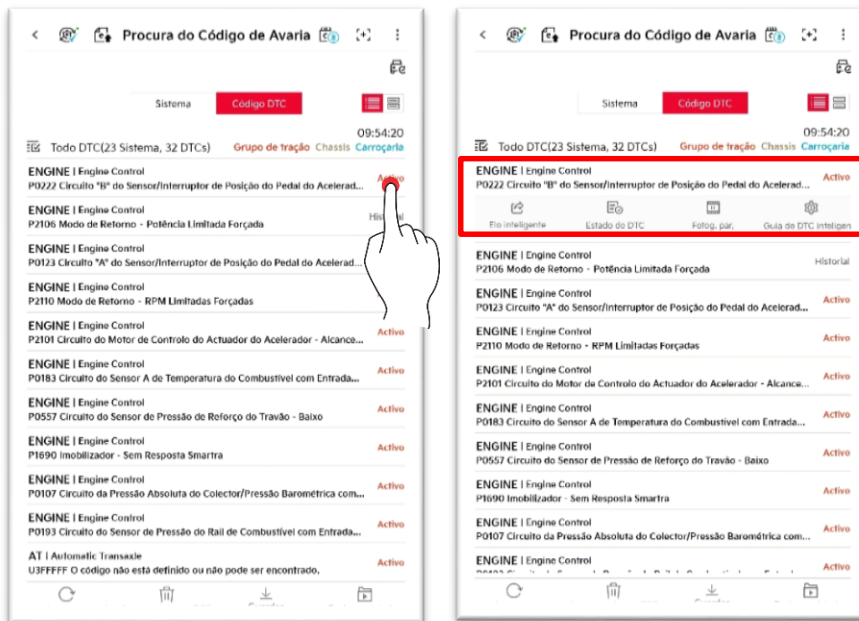 Procura do Código de Avaria
Sistema Código DTC
09:54:20
Todo DTC(23 Sistema, 32 DTCs) Grupo de tração Chassis Carroçaria
ENGINE | Engine Control
P0222 Circuito "B" do Sensor/Interruptor de Posição do Pedal do Acelerad... Activo
ENGINE | Engine Control
P2106 Modo de Retorno - Potência Limitada Forçada
ENGINE | Engine Control
P0123 Circuito "A" do Sensor/Interruptor de Posição do Pedal do Acelerad...
ENGINE | Engine Control
P2110 Modo de Retorno - RPM Limitadas Forçadas
ENGINE | Engine Control
P2101 Circuito do Motor de Controlo do Actuador do Acelerador - Alcance... Activo
ENGINE | Engine Control
P0183 Circuito do Sensor A de Temperatura do Combustível com Entrada... Activo
ENGINE | Engine Control
P0557 Circuito do Sensor de Pressão de Reforço do Travão - Baixo Activo
ENGINE | Engine Control
P1690 Imobilizador - Sem Resposta Smartra Activo
ENGINE | Engine Control
P0107 Circuito da Pressão Absoluta do Colector/Pressão Barométrica com... Activo
ENGINE | Engine Control
P0193 Circuito do Sensor de Pressão do Rail de Combustível com Entrada... Activo
AT | Automatic Transaxle
U3FFFFF O código não está definido ou não pode ser encontrado. Activo
Procura do Código de Avaria
Sistema Código DTC
09:54:20
Todo DTC(23 Sistema, 32 DTCs) Grupo de tração Chassis Carroçaria
ENGINE | Engine Control
P0222 Circuito "B" do Sensor/Interruptor de Posição do Pedal do Acelerad... Activo
Elo inteligente Estado do DTC Fotog. par. Guia de DTC inteligen
ENGINE | Engine Control
P2106 Modo de Retorno - Potência Limitada Forçada Historial
ENGINE | Engine Control
P0123 Circuito "A" do Sensor/Interruptor de Posição do Pedal do Acelerad... Activo
ENGINE | Engine Control
P2110 Modo de Retorno - RPM Limitadas Forçadas Activo
ENGINE | Engine Control
P2101 Circuito do Motor de Controlo do Actuador do Acelerador - Alcance... Activo
ENGINE | Engine Control
P0183 Circuito do Sensor A de Temperatura do Combustível com Entrada... Activo
ENGINE | Engine Control
P0557 Circuito do Sensor de Pressão de Reforço do Travão - Baixo Activo
ENGINE | Engine Control
P1690 Imobilizador - Sem Resposta Smartra Activo
ENGINE | Engine Control
P0107 Circuito da Pressão Absoluta do Colector/Pressão Barométrica com... Activo
ENGINE | Engine Control
Activo